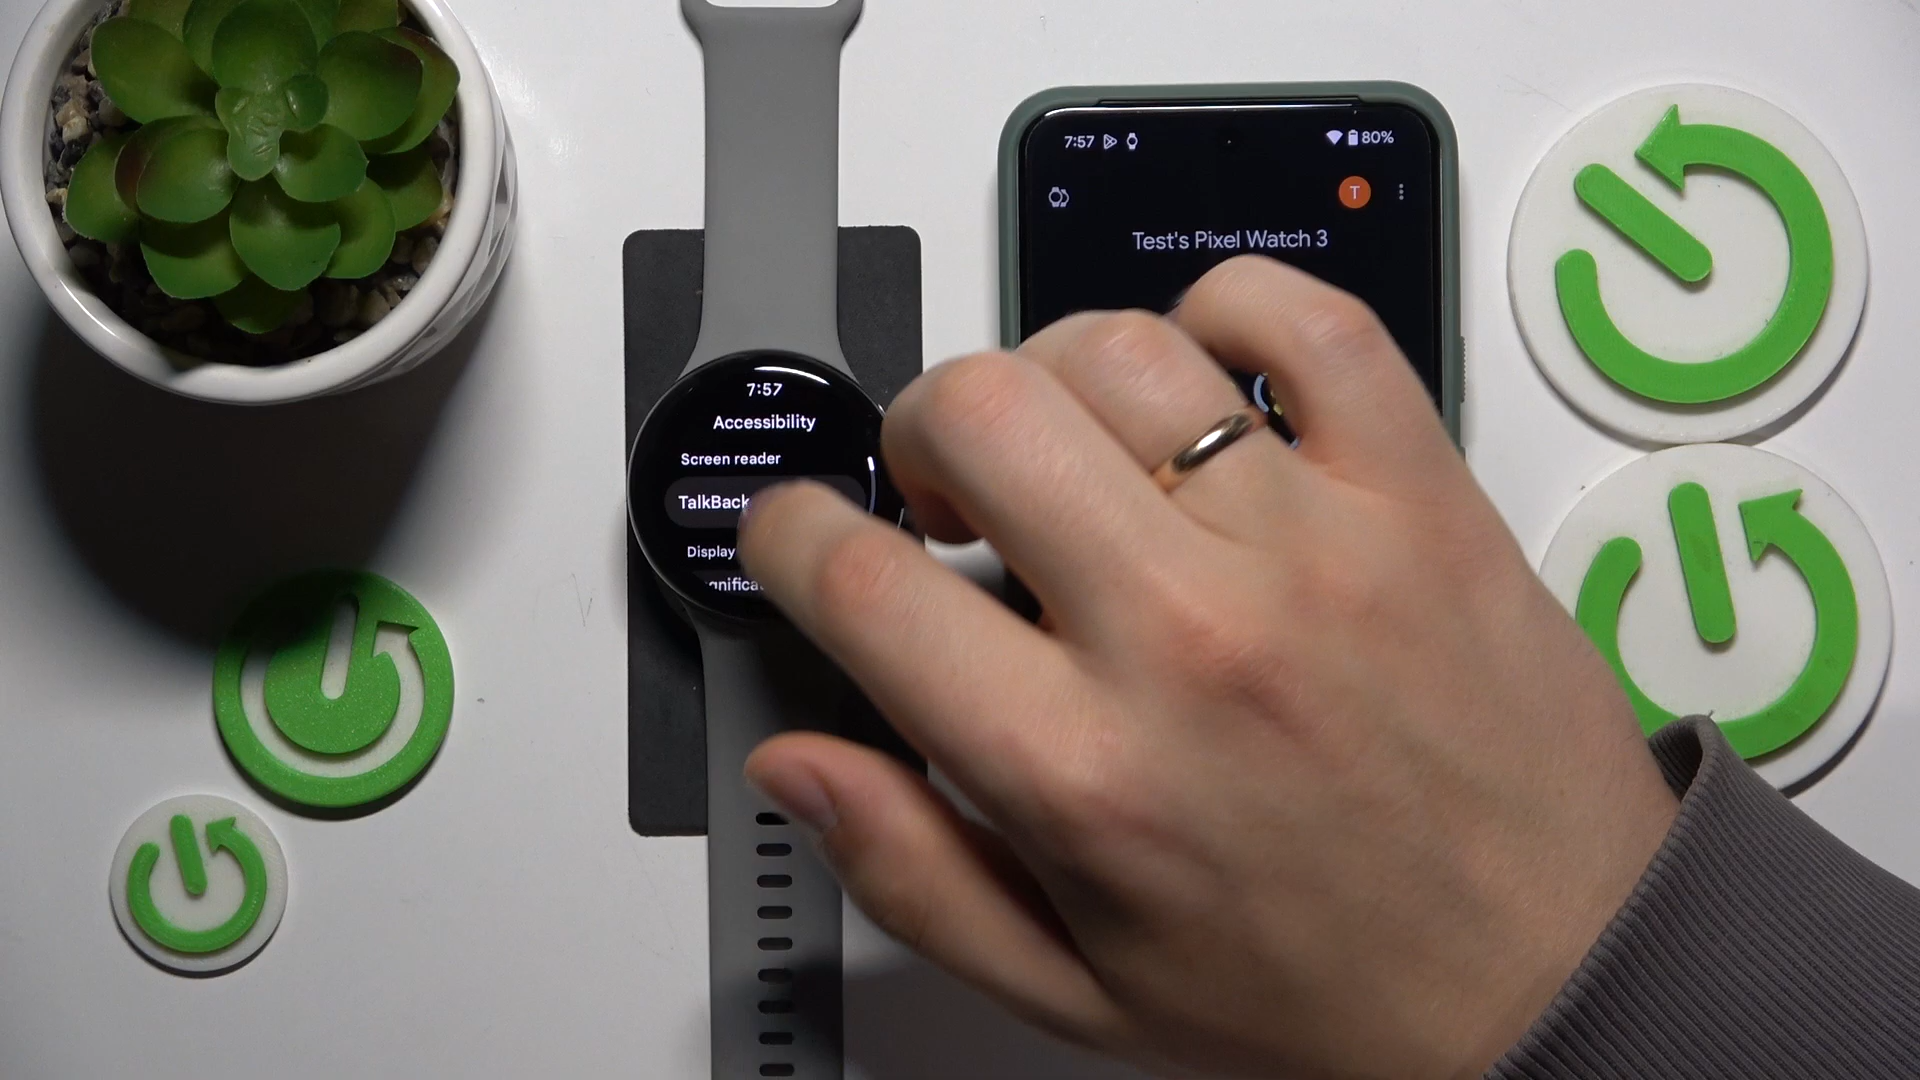 7:57
Accessibility
Screen reader
TalkBack
Display
7:57 80%
T
Test's Pixel Watch 3